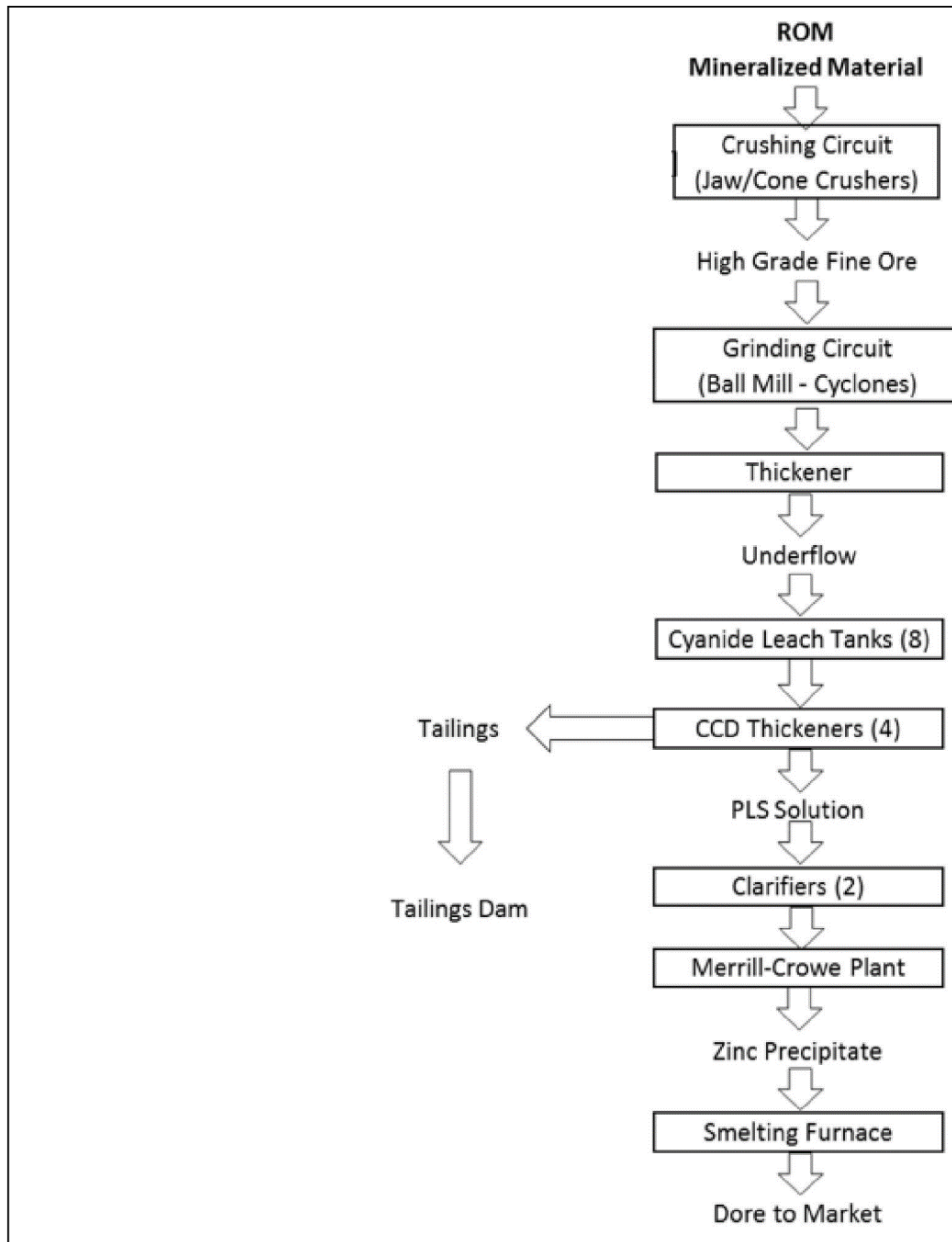 ROM
Mineralized Material
Crushing Circuit
(Jaw/Cone Crushers)
High Grade Fine Ore
Grinding Circuit
(Ball Mill - Cyclones)
Thickener
Underflow
Cyanide Leach Tanks (8)
Tailings
CCD Thickeners (4)
PLS Solution
Tailings Dam
Clarifiers (2)
Merrill-Crowe Plant
Zinc Precipitate
Smelting Furnace
Dore to Market